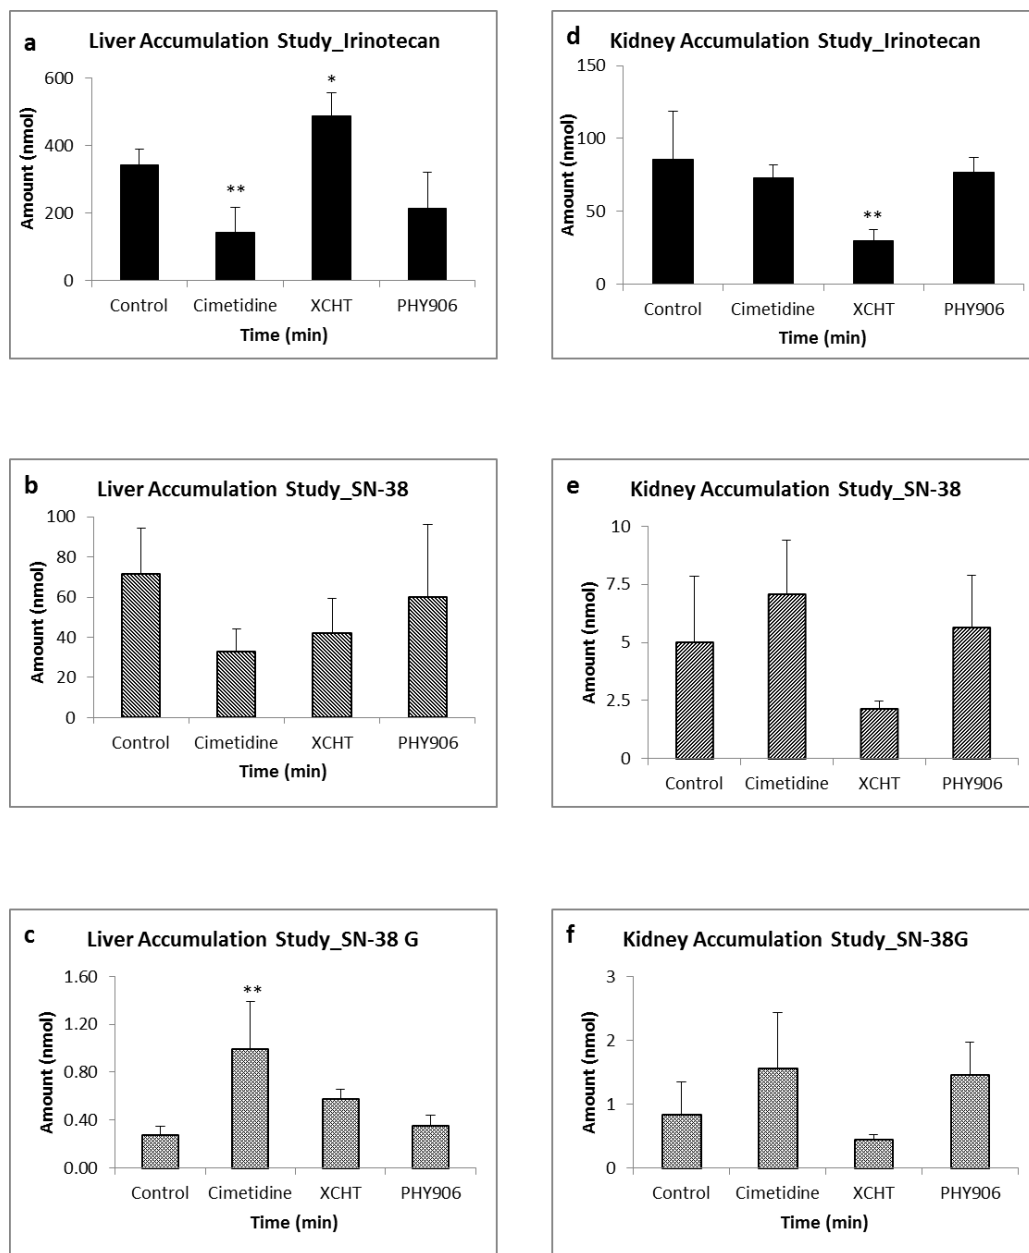 a
Liver Accumulation Study_Irinotecan
600
400
200
0
Amount (nmol)
**
*
Control Cimetidine XCHT PHY906
Time (min)
d
Kidney Accumulation Study_Irinotecan
150
100
50
0
Amount (nmol)
**
Control Cimetidine XCHT PHY906
Time (min)
b
Liver Accumulation Study_SN-38
100
80
60
40
20
0
Amount (nmol)
Control Cimetidine XCHT PHY906
Time (min)
e
Kidney Accumulation Study_SN-38
10
7.5
5
2.5
0
Amount (nmol)
Control Cimetidine XCHT PHY906
c
Liver Accumulation Study_SN-38 G
1.60
1.20
0.80
0.40
0.00
Amount (nmol)
**
Control Cimetidine XCHT PHY906
Time (min)
f
Kidney Accumulation Study_SN-38G
3
2
1
0
Amount (nmol)
Control Cimetidine XCHT PHY906
Time (min)